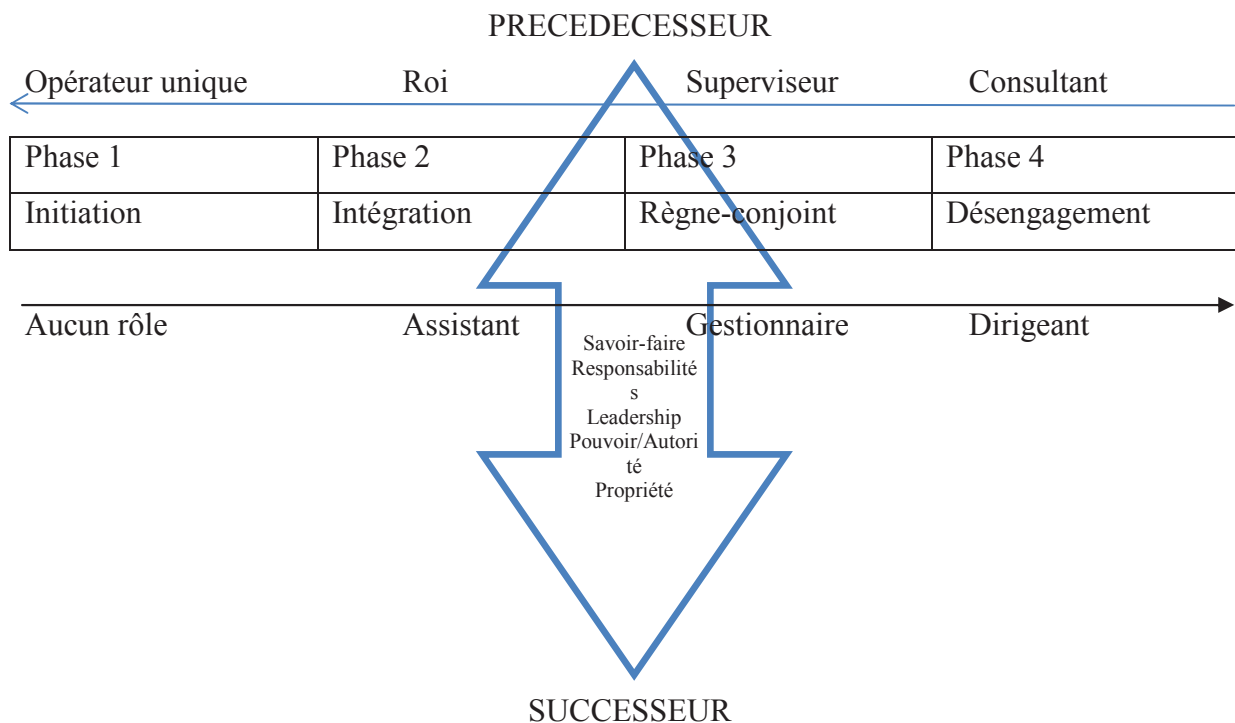 PRECEDECESSEUR
Opérateur unique Roi Superviseur Consultant
Phase 1 Phase 2 Phase 3 Phase 4
Initiation Intégration Règne-conjoint Désengagement
Aucun rôle Assistant Gestionnaire Dirigeant
Savoir-faire
Responsabilité
s
Leadership
Pouvoir/Autori
té
Propriété
SUCCESSEUR